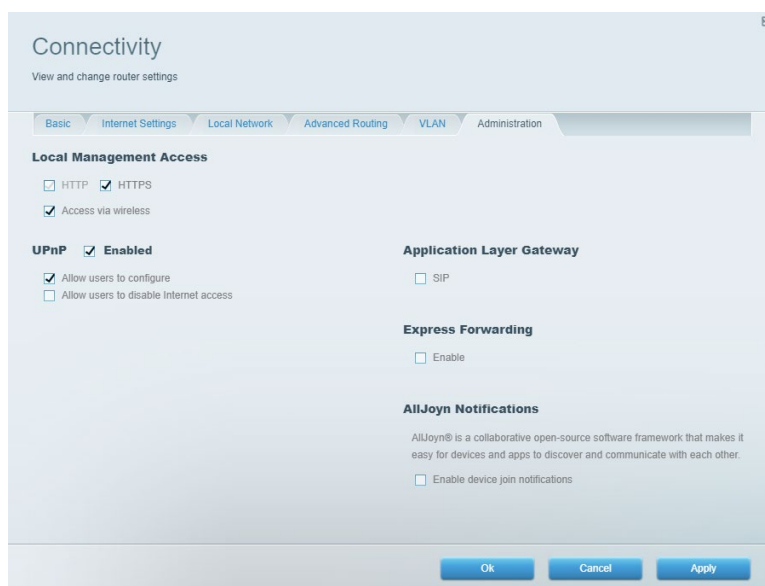 Connectivity
View and change router settings
Basic
Internet Settings
Local Network
Advanced Routing
VLAN
Administration
Local Management Access
HTTP
HTTPS
Access via wireless
UPnP
Enabled
Allow users to configure
Allow users to disable Internet access
Application Layer Gateway
SIP
Express Forwarding
Enable
AllJoyn Notifications
AllJoyn® is a collaborative open-source software framework that makes it
easy for devices and apps to discover and communicate with each other.
Enable device join notifications
Ok
Cancel
Apply